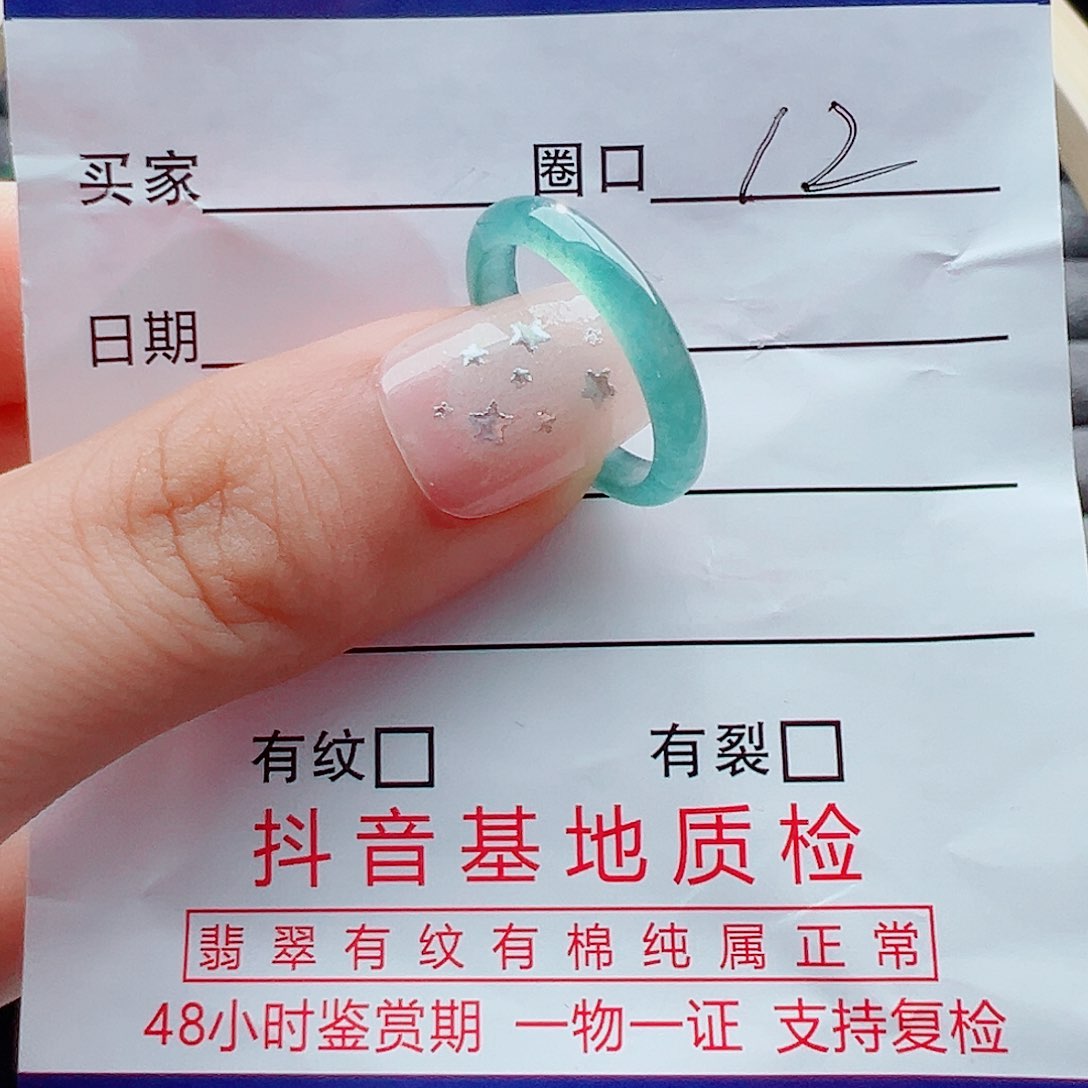 买家 圈口 12
日期
有纹 有裂
抖音基地质检
翡翠有纹有棉纯属正常
48小时鉴赏期 一物一证 支持复检